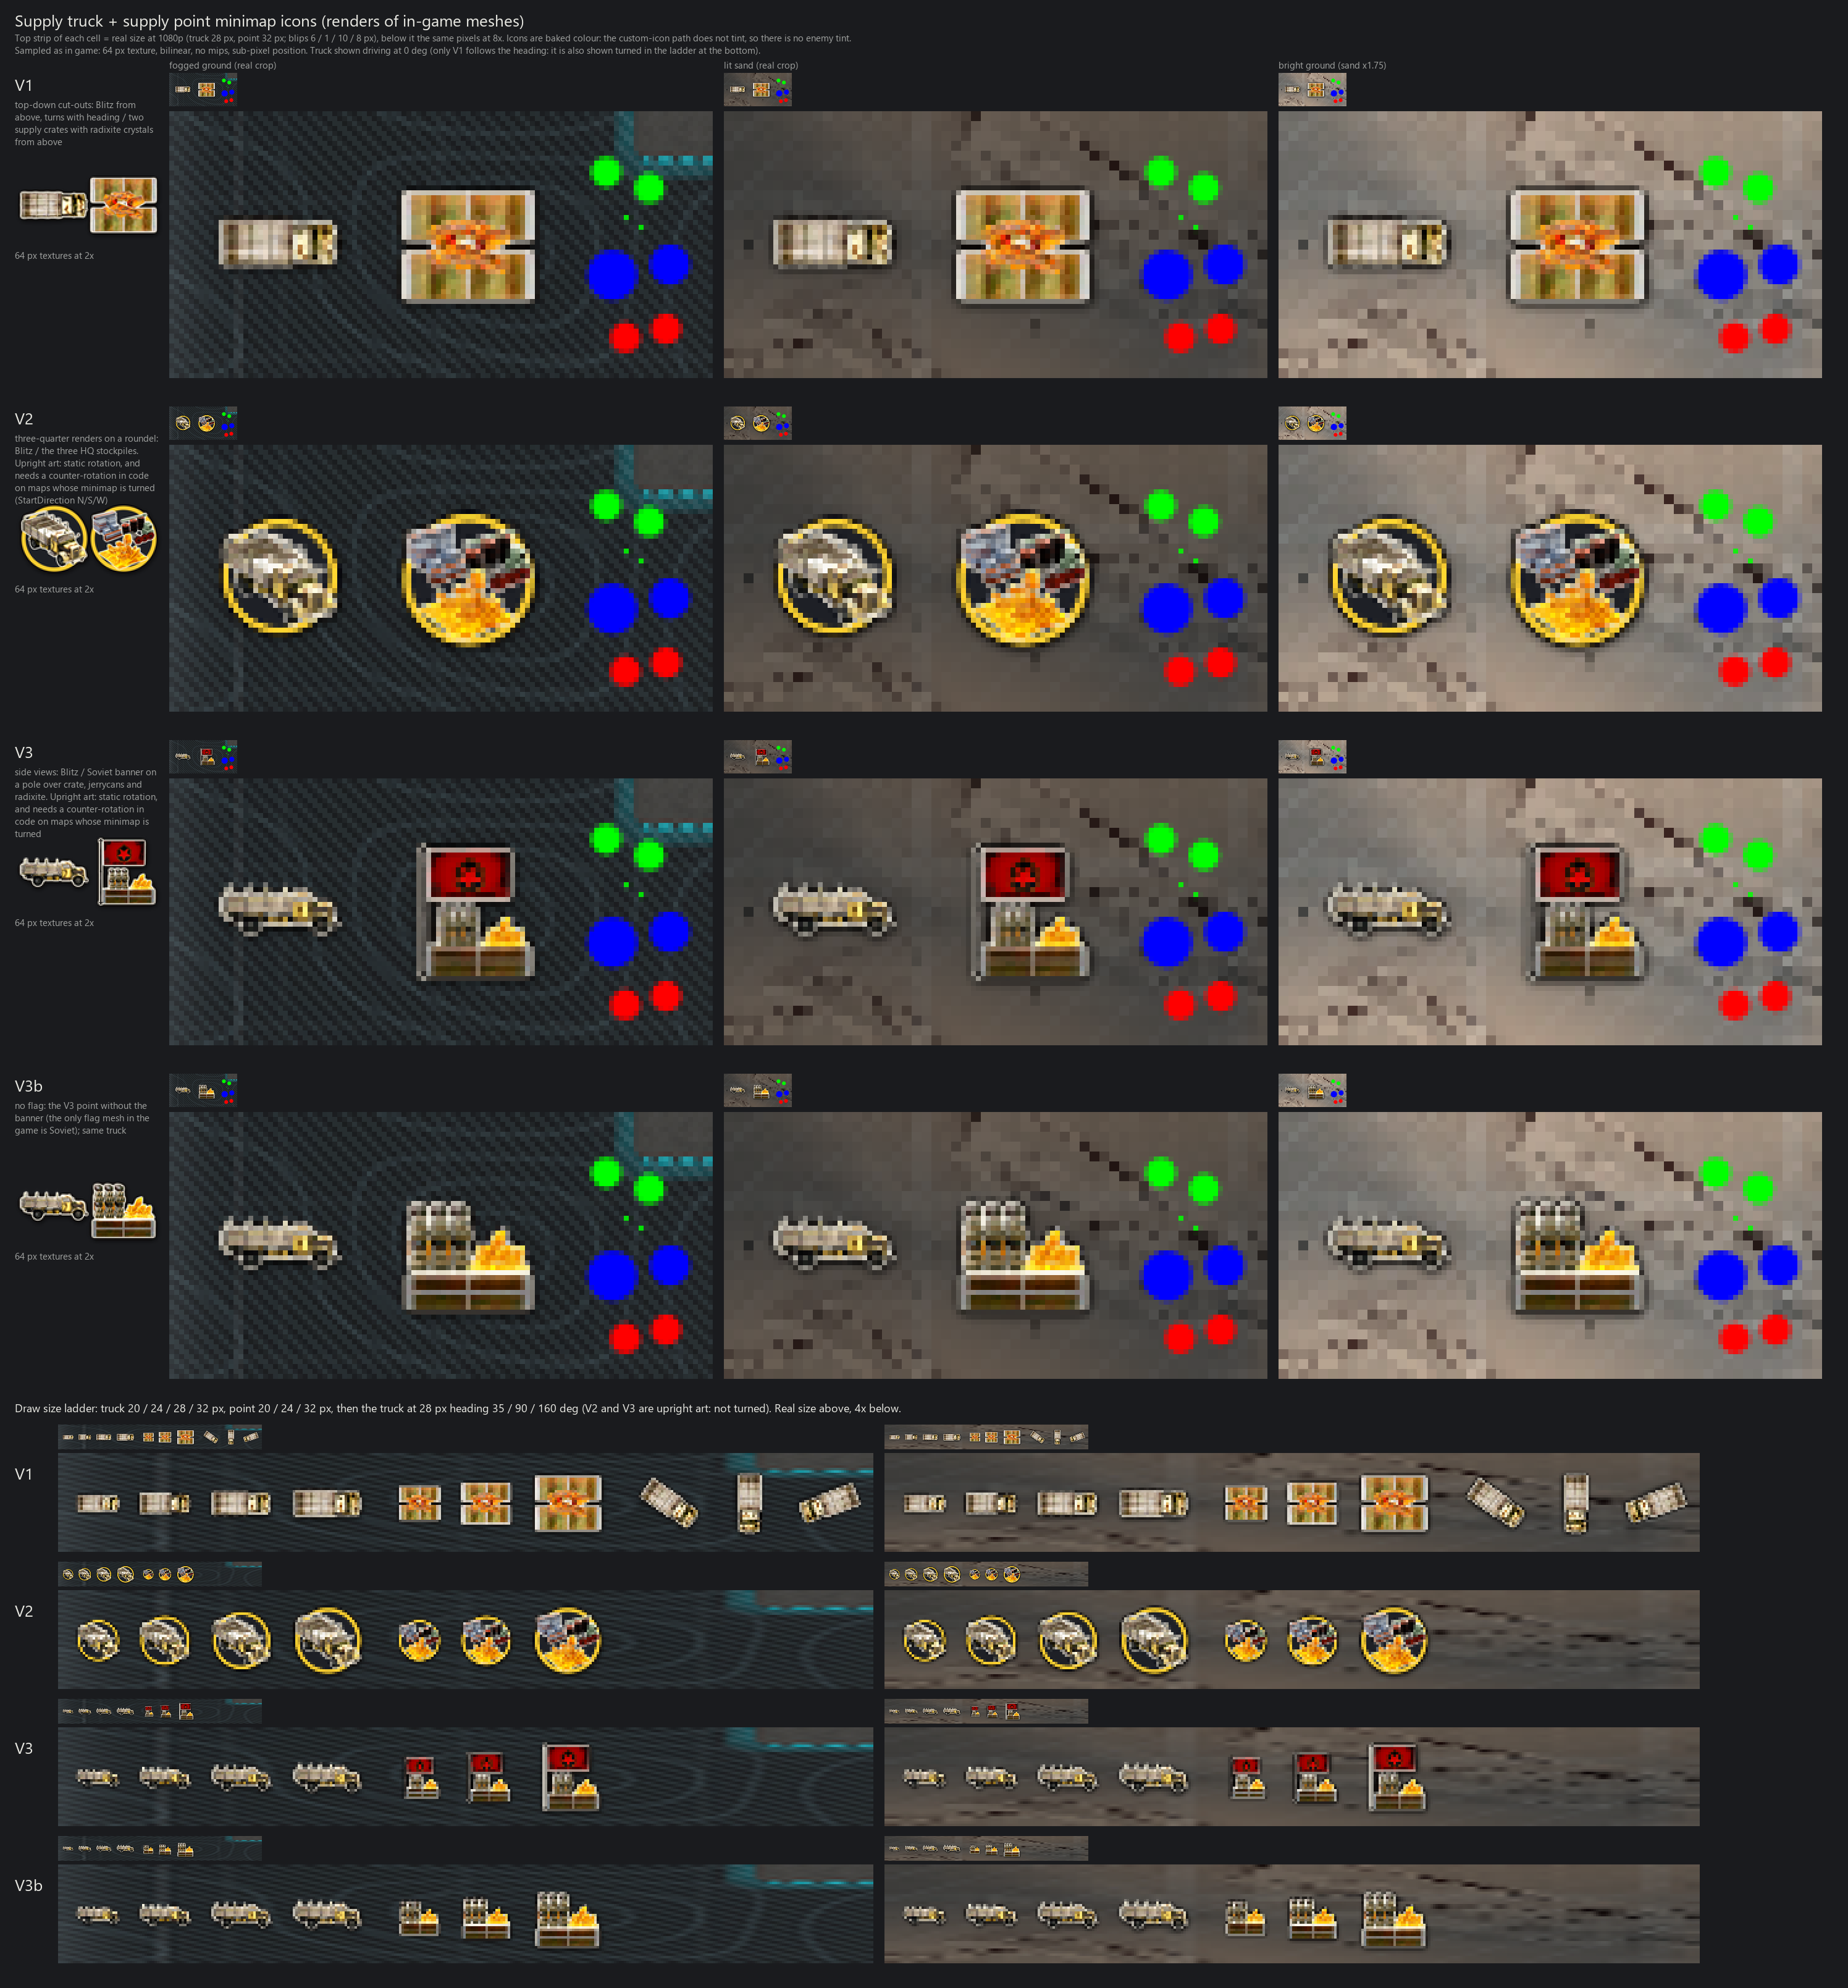 Supply truck + supply point minimap icons (renders of in-game meshes)
Top strip of each cell = real size at 1080p (truck 28 px, point 32 px; blips 6 / 1 / 10 / 8 px), below it the same pixels at 8x. Icons are baked colour: the custom-icon path does not tint, so there is no enemy tint.
Sampled as in game: 64 px texture, bilinear, no mips, sub-pixel position. Truck shown driving at 0 deg (only V1 follows the heading: it is also shown turned in the ladder at the bottom).
fogged ground (real crop)
lit sand (real crop)
bright ground (sand x1.75)
V1
top-down cut-outs: Blitz from
above, turns with heading / two
supply crates with radixite crystals
from above
64 px textures at 2x
V2
three-quarter renders on a roundel:
Blitz / the three HQ stockpiles.
Upright art: static rotation, and
needs a counter-rotation in code
on maps whose minimap is turned
(StartDirection N/S/W)
64 px textures at 2x
V3
side views: Blitz / Soviet banner on
a pole over crate, jerrycans and
radixite. Upright art: static rotation,
and needs a counter-rotation in
code on maps whose minimap is
turned
64 px textures at 2x
V3b
no flag: the V3 point without the
banner (the only flag mesh in the
game is Soviet); same truck
64 px textures at 2x
Draw size ladder: truck 20 / 24 / 28 / 32 px, point 20 / 24 / 32 px, then the truck at 28 px heading 35 / 90 / 160 deg (V2 and V3 are upright art: not turned). Real size above, 4x below.
V1
V2
V3
V3b